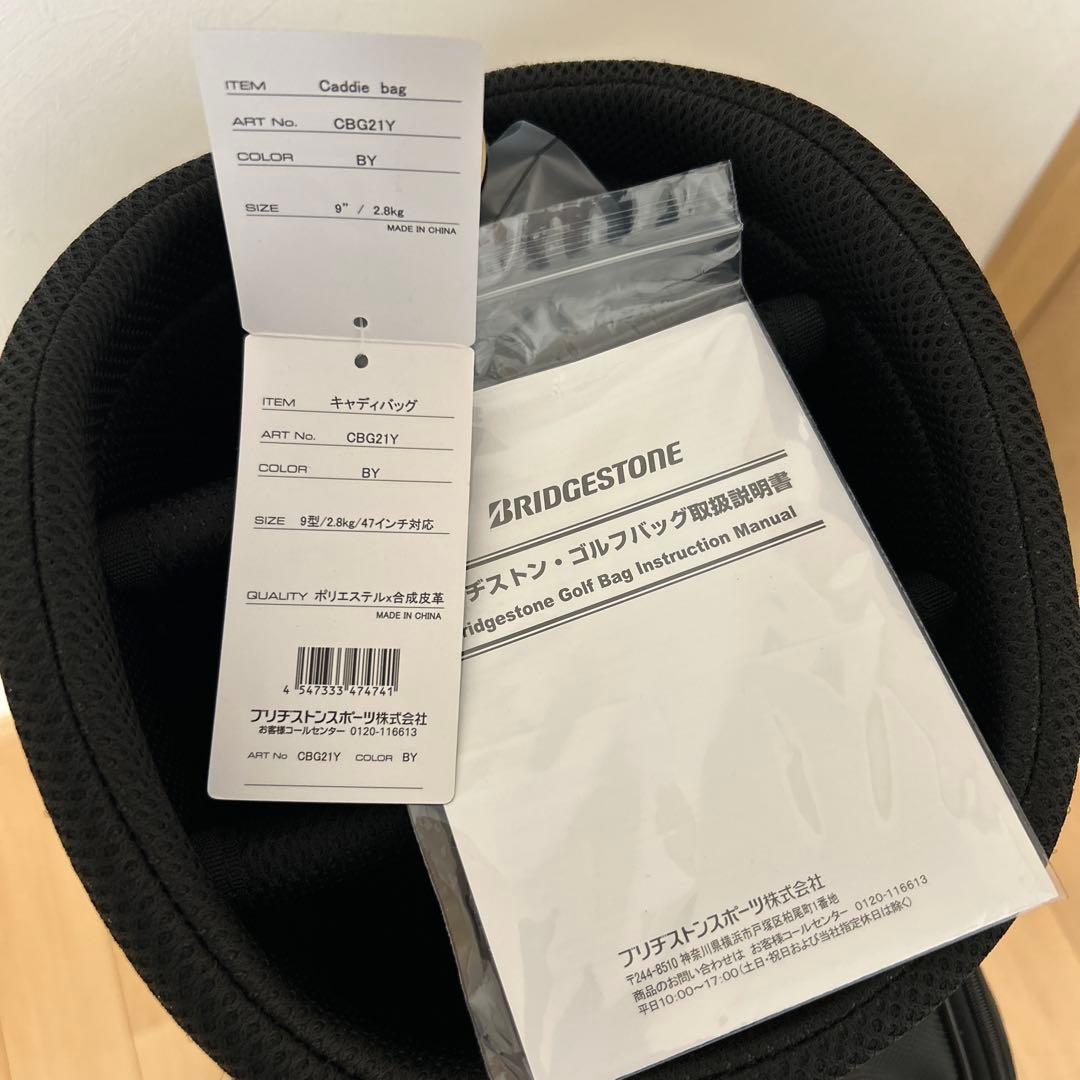 ITEM Caddie bag
ART No. CBG21Y
COLOR BY
SIZE 9" / 2.8kg
MADE IN CHINA
ITEM キャディバッグ
ART No. CBG21Y
COLOR BY
SIZE 9型/2.8kg/47インチ対応
QUALITY ポリエステルx合成皮革
MADE IN CHINA
4 547333 474741
ブリヂストンスポーツ株式会社
お客様コールセンター 0120-116613
ART No CBG21Y COLOR BY
BRIDGESTONE
ヂストン・ゴルフバッグ取扱説明書
ridgestone Golf Bag Instruction Manual
ブリヂストンスポーツ株式会社
〒244-8510 神奈川県横浜市戸塚区柏尾町1番地
商品のお問い合わせは お客様コールセンター 0120-116613
平日10:00〜17:00(土日・祝日および当社指定休日は除く)